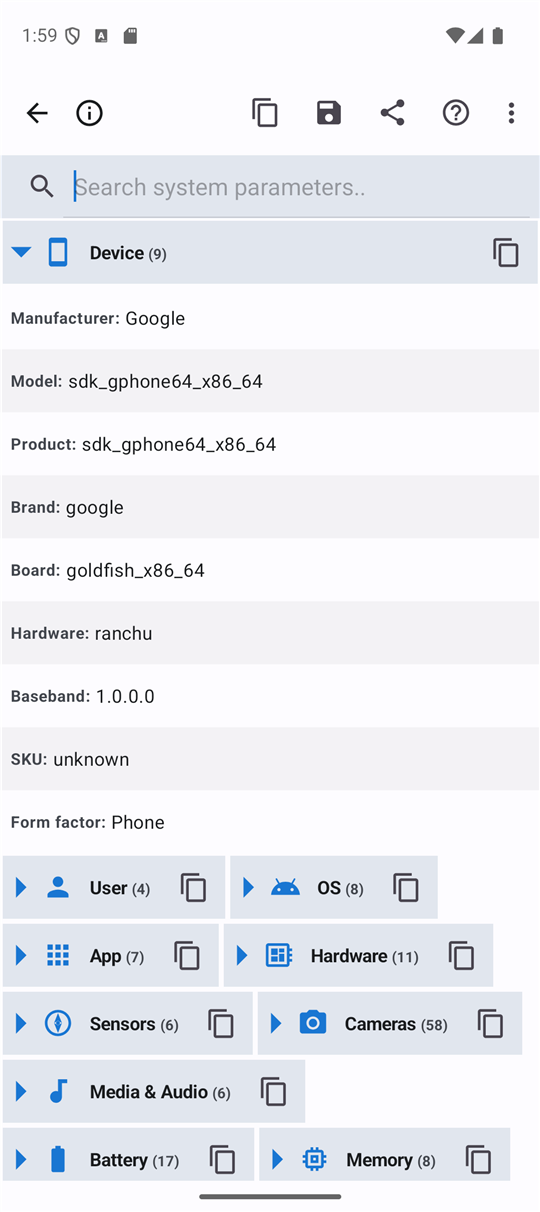 1:59
Search system parameters..
Device (9)
Manufacturer: Google
Model: sdk_gphone64_x86_64
Product: sdk_gphone64_x86_64
Brand: google
Board: goldfish_x86_64
Hardware: ranchu
Baseband: 1.0.0.0
SKU: unknown
Form factor: Phone
User (4) OS (8)
App (7) Hardware (11)
Sensors (6) Cameras (58)
Media & Audio (6)
Battery (17) Memory (8)